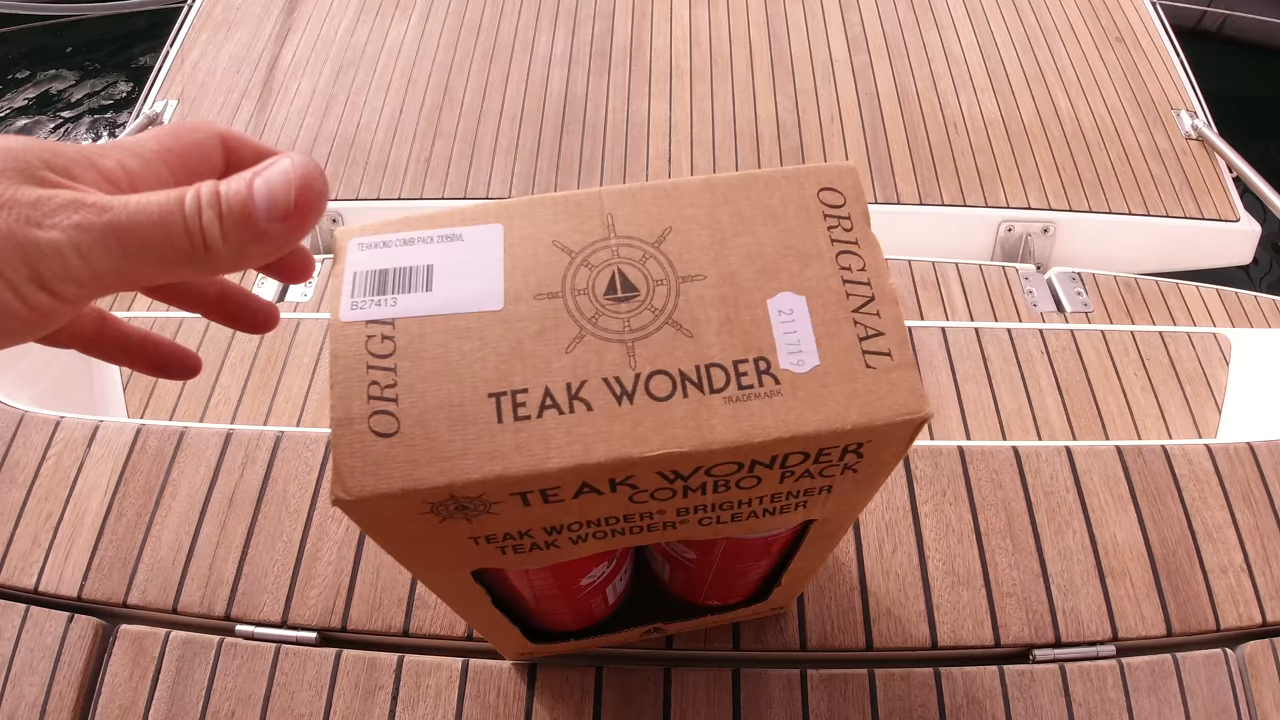 TEAKWOND COMBI PACK 2X950ML
B27413
ORIGI
TEAK WONDER
TRADEMARK
211719
ORIGINAL
TEAK WONDER
COMBO PACK
TEAK WONDER® BRIGHTENER
TEAK WONDER® CLEANER